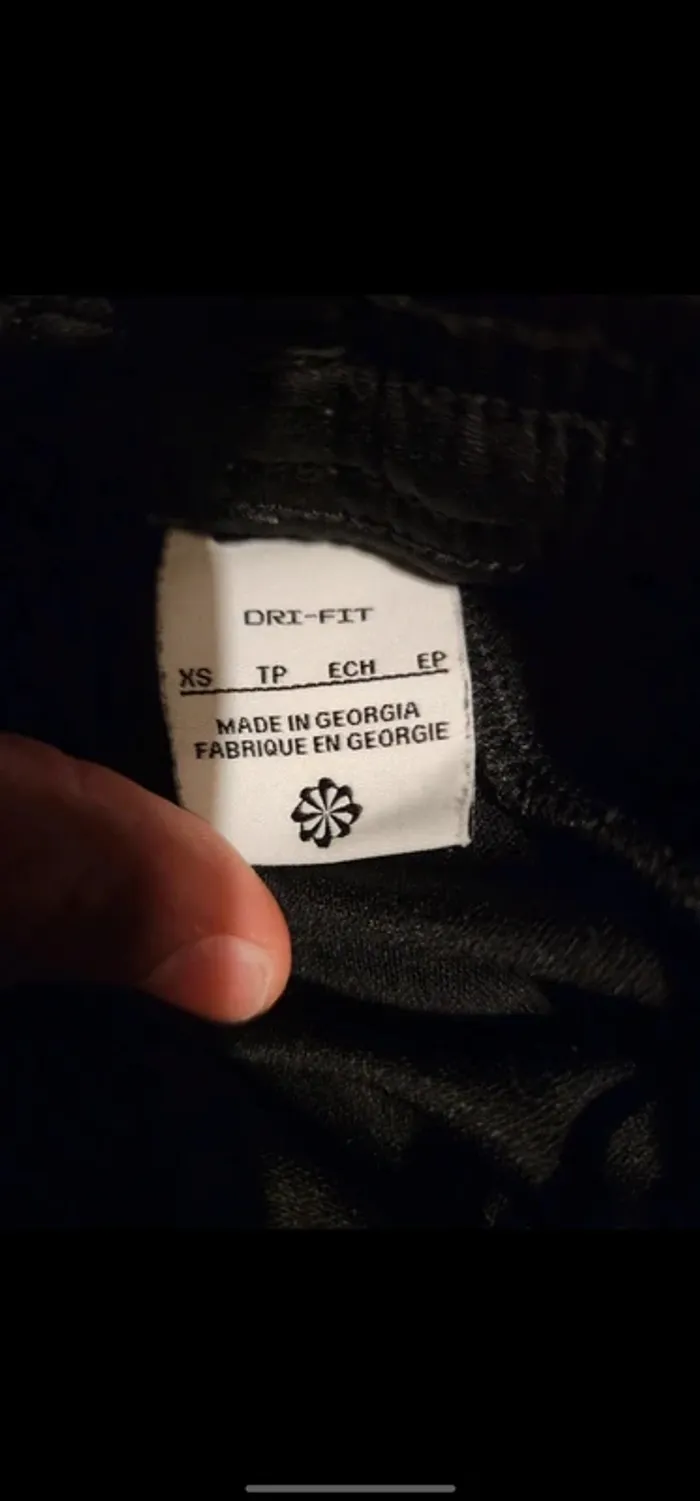 DRI-FIT
XS TP ECH EP
MADE IN GEORGIA
FABRIQUE EN GEORGIE